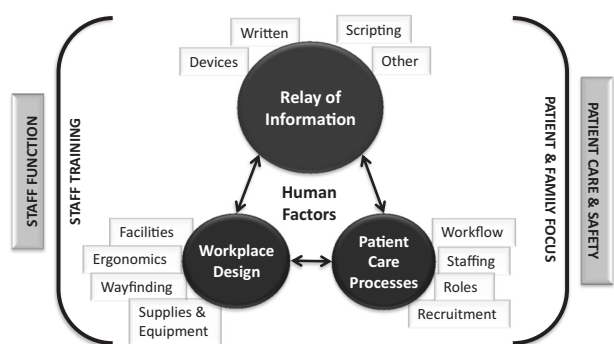 Written
Scripting
Devices
Other
Relay of
Information
STAFF FUNCTION
STAFF TRAINING
Human
Factors
PATIENT & FAMILY FOCUS
PATIENT CARE & SAFETY
Facilities
Ergonomics
Wayfinding
Supplies &
Equipment
Workplace
Design
Patient
Care
Processes
Workflow
Staffing
Roles
Recruitment